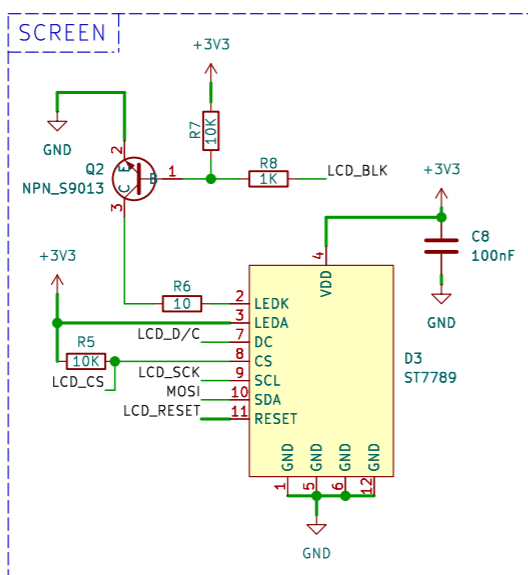 SCREEN
+3V3
GND
R7
10K
2
Q2
NPN_S9013
E
C
B
1
3
R8
1K
LCD_BLK
+3V3
C8
100nF
GND
4
VDD
+3V3
R6
10
2
LEDK
3
LEDA
LCD_D/C
7
DC
R5
10K
8
CS
LCD_CS
LCD_SCK
9
SCL
MOSI
10
SDA
LCD_RESET
11
RESET
D3
ST7789
GND
GND
GND
GND
1
5
6
12
GND